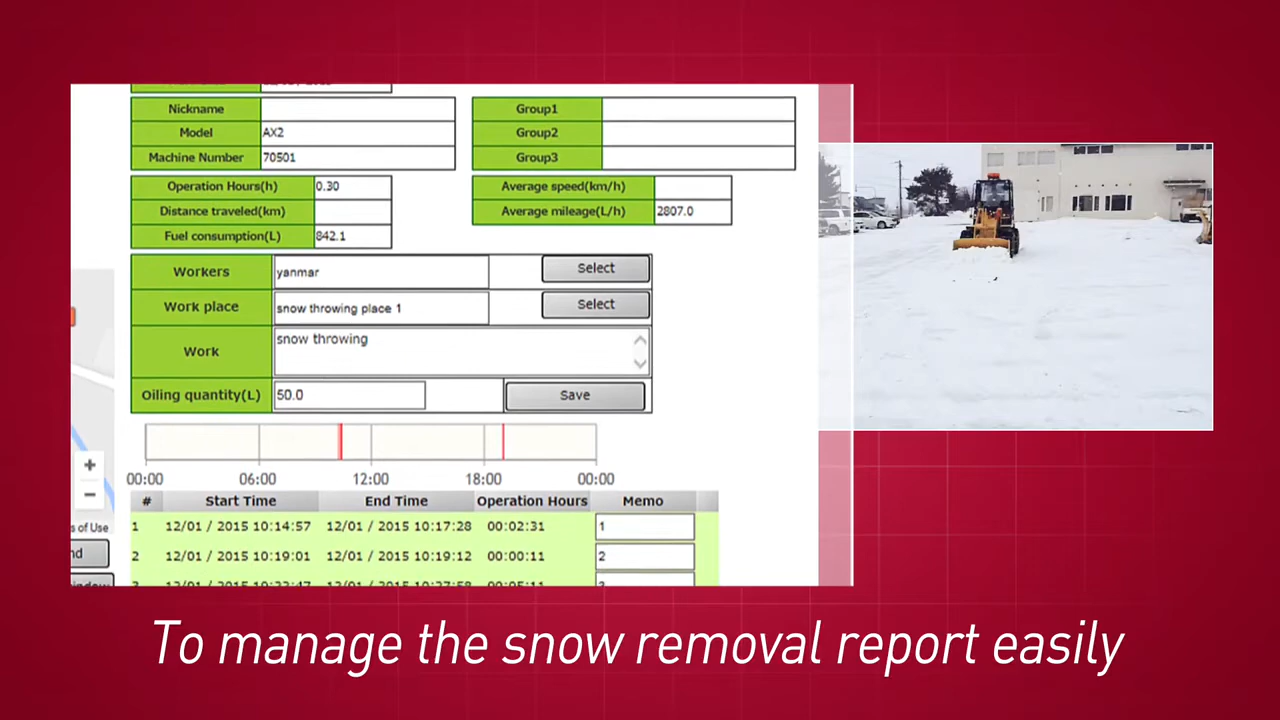 Nickname
Model AX2
Machine Number 70501
Group1
Group2
Group3
Operation Hours(h) 0.30
Distance traveled(km)
Fuel consumption(L) 842.1
Average speed(km/h)
Average mileage(L/h) 2807.0
Workers yanmar Select
Work place snow throwing place 1 Select
Work snow throwing
Oiling quantity(L) 50.0 Save
00:00 06:00 12:00 18:00 00:00
# Start Time End Time Operation Hours Memo
1 12/01 / 2015 10:14:57 12/01 / 2015 10:17:28 00:02:31 1
2 12/01 / 2015 10:19:01 12/01 / 2015 10:19:12 00:00:11 2
s of Use
nd
To manage the snow removal report easily